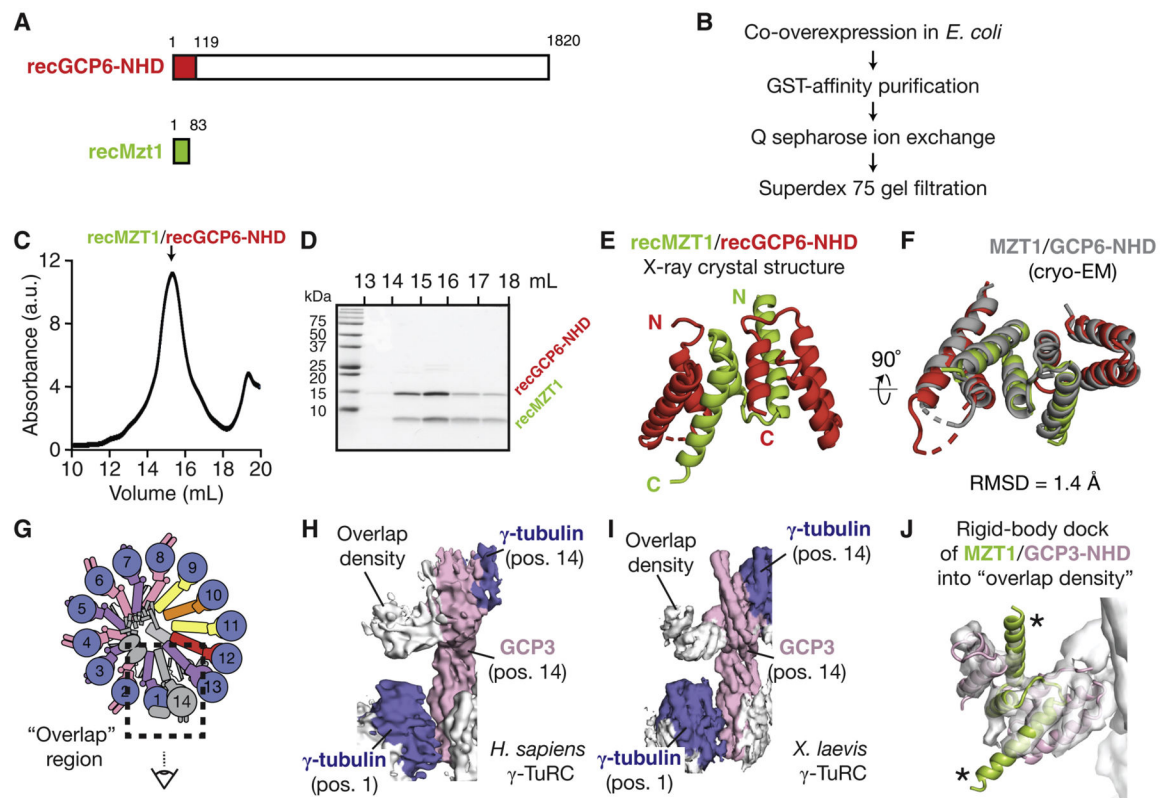 A
1 119 1820
recGCP6-NHD
1 83
recMzt1
B
Co-overexpression in E. coli
GST-affinity purification
Q sepharose ion exchange
Superdex 75 gel filtration
C
recMZT1/recGCP6-NHD
12
8
4
0
Absorbance (a.u.)
10 12 14 16 18 20
Volume (mL)
D
13 14 15 16 17 18 mL
kDa
75
50
37
25
20
15
10
recGCP6-NHD
recMZT1
E
recMZT1/recGCP6-NHD
X-ray crystal structure
N
N
C
C
F
MZT1/GCP6-NHD
(cryo-EM)
90°
RMSD = 1.4 Å
G
1
2
3
4
5
6
7
8
9
10
11
12
13
14
"Overlap"
region
H
Overlap
density
γ-tubulin
(pos. 14)
GCP3
(pos. 14)
γ-tubulin
(pos. 1)
H. sapiens
γ-TuRC
I
Overlap
density
γ-tubulin
(pos. 14)
GCP3
(pos. 14)
γ-tubulin
(pos. 1)
X. laevis
γ-TuRC
J
Rigid-body dock
of MZT1/GCP3-NHD
into "overlap density"
*
*